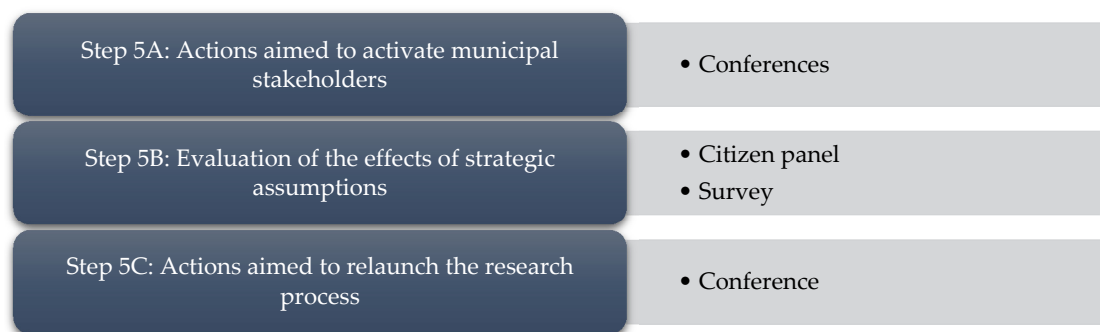 Step 5A: Actions aimed to activate municipal
stakeholders
• Conferences
Step 5B: Evaluation of the effects of strategic
assumptions
• Citizen panel
• Survey
Step 5C: Actions aimed to relaunch the research
process
• Conference